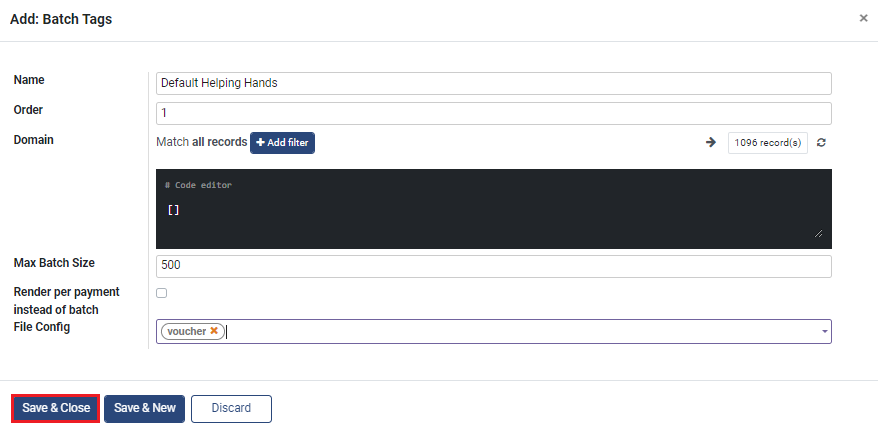 Add: Batch Tags ×
Name Default Helping Hands
Order 1
Domain Match all records + Add filter → 1096 record(s)
# Code editor
[]
Max Batch Size 500
Render per payment
instead of batch
File Config voucher ×
Save & Close Save & New Discard